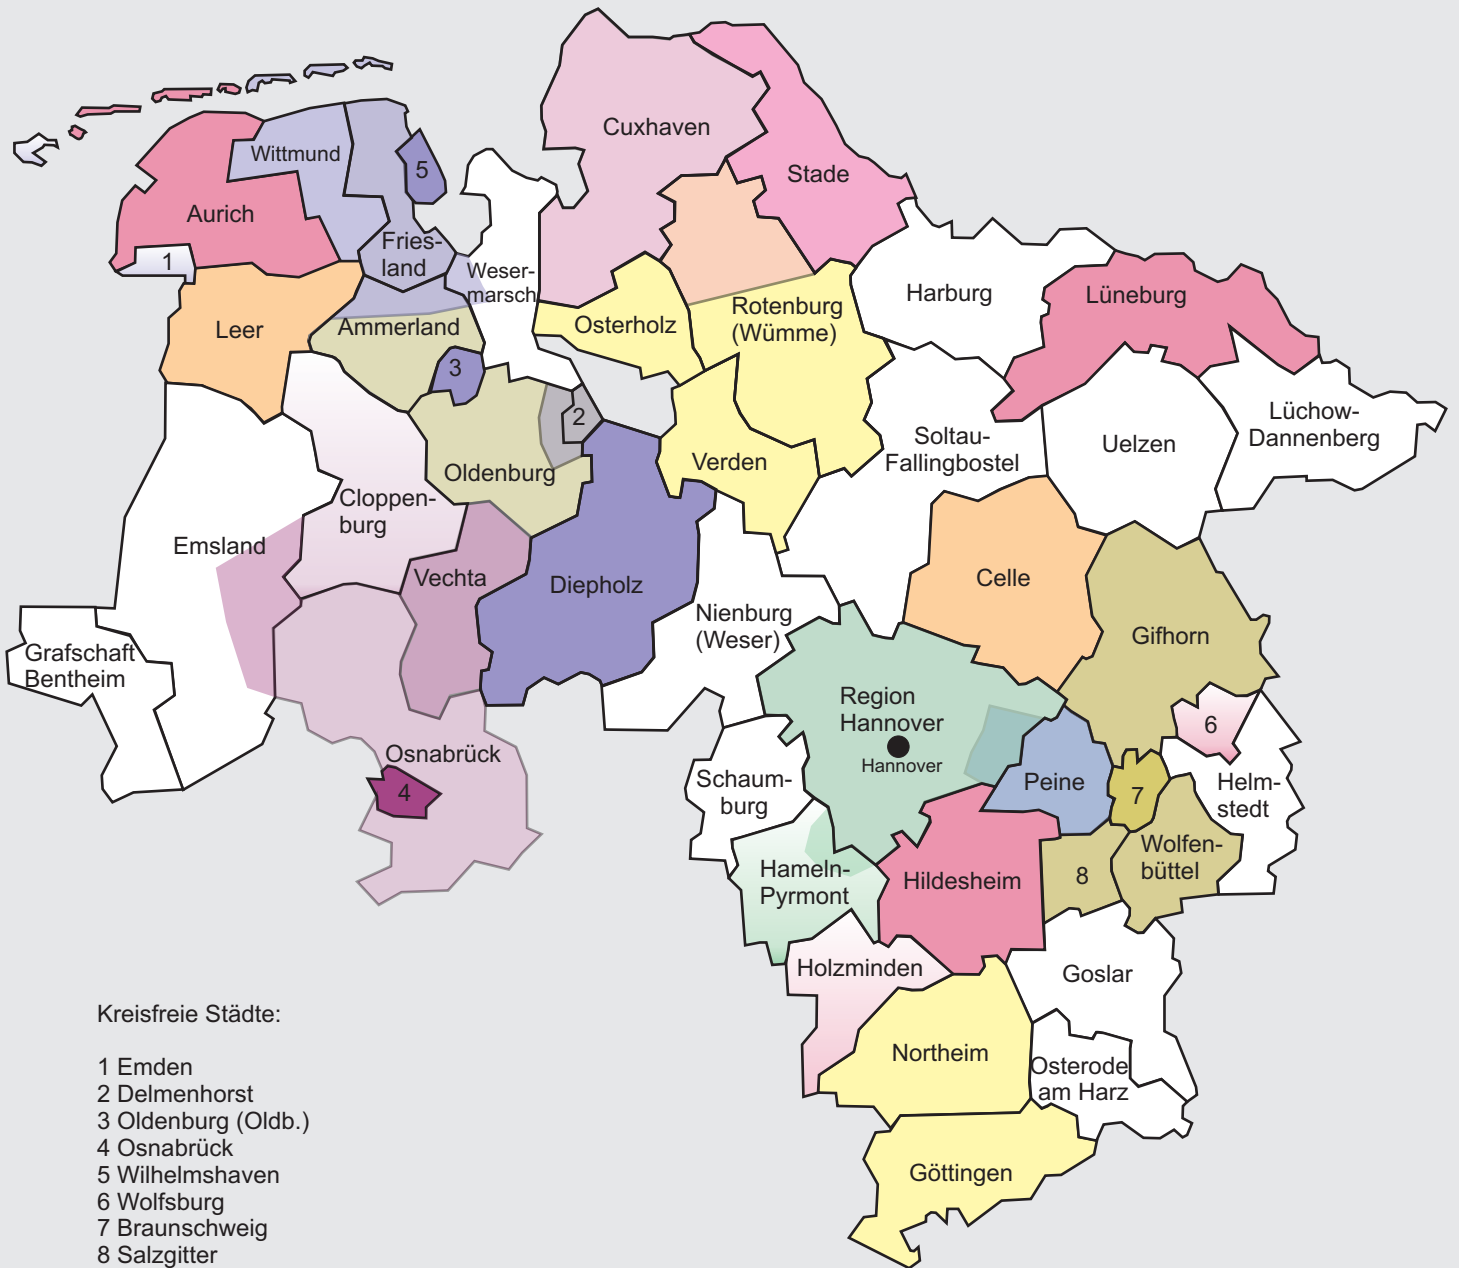 Cuxhaven
Stade
Wittmund
5
Aurich
Fries-
land
1
Weser-
marsch
Harburg
Lüneburg
Leer
Ammerland
Osterholz
Rotenburg
(Wümme)
3
2
Lüchow-
Dannenberg
Soltau-
Fallingbostel
Uelzen
Oldenburg
Verden
Cloppen-
burg
Emsland
Vechta
Diepholz
Celle
Nienburg
(Weser)
Gifhorn
Grafschaft
Bentheim
Region
Hannover
Hannover
6
Osnabrück
4
Schaum-
burg
Peine
7
Helm-
stedt
Hameln-
Pyrmont
Hildesheim
8
Wolfen-
büttel
Holzminden
Goslar
Northeim
Osterode
am Harz
Göttingen
Kreisfreie Städte:
1 Emden
2 Delmenhorst
3 Oldenburg (Oldb.)
4 Osnabrück
5 Wilhelmshaven
6 Wolfsburg
7 Braunschweig
8 Salzgitter